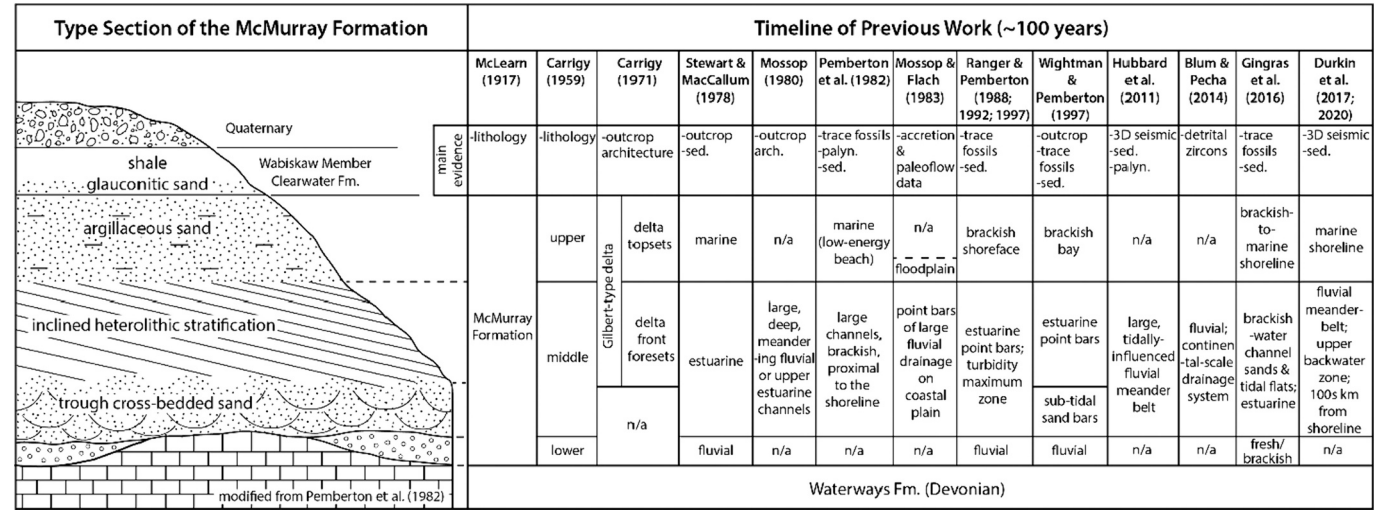 Type Section of the McMurray Formation
Quaternary
shale
Wabiskaw Member
Clearwater Fm.
glauconitic sand
argillaceous sand
inclined heterolithic stratification
trough cross-bedded sand
modified from Pemberton et al. (1982)
Timeline of Previous Work (~100 years)
McLearn
(1917)
Carrigy
(1959)
Carrigy
(1971)
Stewart &
MacCallum
(1978)
Mossop
(1980)
Pemberton
et al. (1982)
Mossop &
Flach
(1983)
Ranger &
Pemberton
(1988;
1992; 1997)
Wightman
&
Pemberton
(1997)
Hubbard
et al.
(2011)
Blum &
Pecha
(2014)
Gingras
et al.
(2016)
Durkin
et al.
(2017;
2020)
main
evidence
-lithology
-lithology
-outcrop
architecture
-outcrop
-sed.
-outcrop
arch.
-trace fossils
-palyn.
-sed.
-accretion
&
paleoflow
data
-trace
fossils
-sed.
-outcrop
-trace
fossils
-sed.
-3D seismic
-sed.
-palyn.
-detrital
zircons
-trace
fossils
-sed.
-3D seismic
-sed.
McMurray
Formation
upper
Gilbert-type delta
delta
topsets
marine
n/a
marine
(low-energy
beach)
n/a
floodplain
brackish
shoreface
brackish
bay
n/a
n/a
brackish-
to-
marine
shoreline
marine
shoreline
middle
delta
front
foresets
n/a
estuarine
large,
deep,
meander
-ing fluvial
or upper
estuarine
channels
large
channels,
brackish,
proximal
to the
shoreline
point bars
of large
fluvial
drainage
on
coastal
plain
estuarine
point bars;
turbidity
maximum
zone
estuarine
point bars
sub-tidal
sand bars
large,
tidally-
influenced
fluvial
meander
belt
fluvial;
continen
-tal-scale
drainage
system
brackish
-water
channel
sands &
tidal flats;
estuarine
fluvial
meander-
belt;
upper
backwater
zone;
100s km
from
shoreline
lower
fluvial
n/a
n/a
n/a
fluvial
fluvial
n/a
n/a
fresh/
brackish
n/a
Waterways Fm. (Devonian)